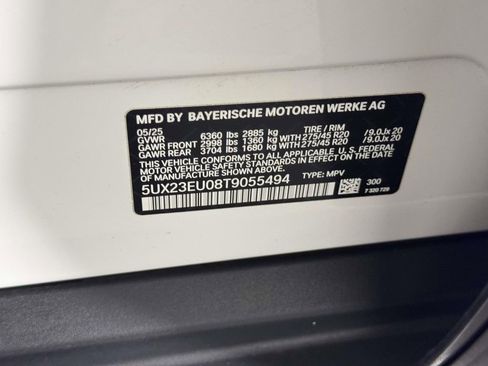 MFD BY BAYERISCHE MOTOREN WERKE AG
05/25 6360 lbs 2885 kg TIRE / RIM
GVWR
GAWR FRONT 2998 lbs 1360 kg WITH 275/45 R20 /9.0Jx 20
GAWR REAR 3704 lbs 1680 kg WITH 275/45 R20 /9.0Jx 20
THIS VEHICLE CONFORMS TO ALL APPLICABLE U.S. FEDERAL
MOTOR VEHICLE SAFETY STANDARDS IN EFFECT ON THE
DATE OF MANUFACTURE SHOWN ABOVE.
5UX23EU08T9055494 TYPE: MPV 300
7 320 729